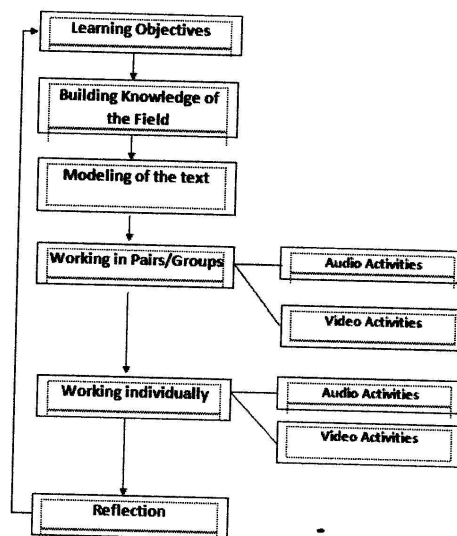 Learning Objectives
Building Knowledge of
the Field
Modeling of the text
Working in Pairs/Groups
Audio Activities
Video Activities
Working individually
Audio Activities
Video Activities
Reflection